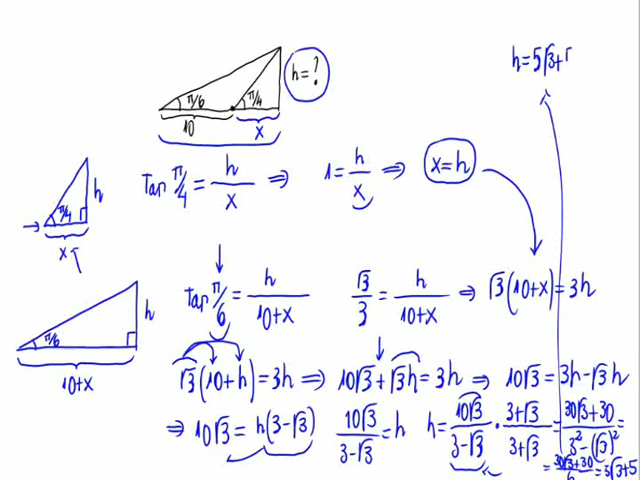 h=5√3+5
π/6 π/4 h=?
10 x
tan π/4 = h/x ⇒ 1 = h/x ⇒ x=h
π/4 h
x
tan π/6 = h/(10+x) √3/3 = h/(10+x) ⇒ √3(10+x)=3h
π/6 h
10+x
√3(10+h)=3h ⇒ 10√3+√3h=3h ⇒ 10√3=3h-√3h
⇒ 10√3=h(3-√3) 10√3/(3-√3) = h h= 10√3/(3-√3) · (3+√3)/(3+√3) = (30√3+30)/(3²-(√3)²) =
= (30√3+30)/6 = 3√3+5